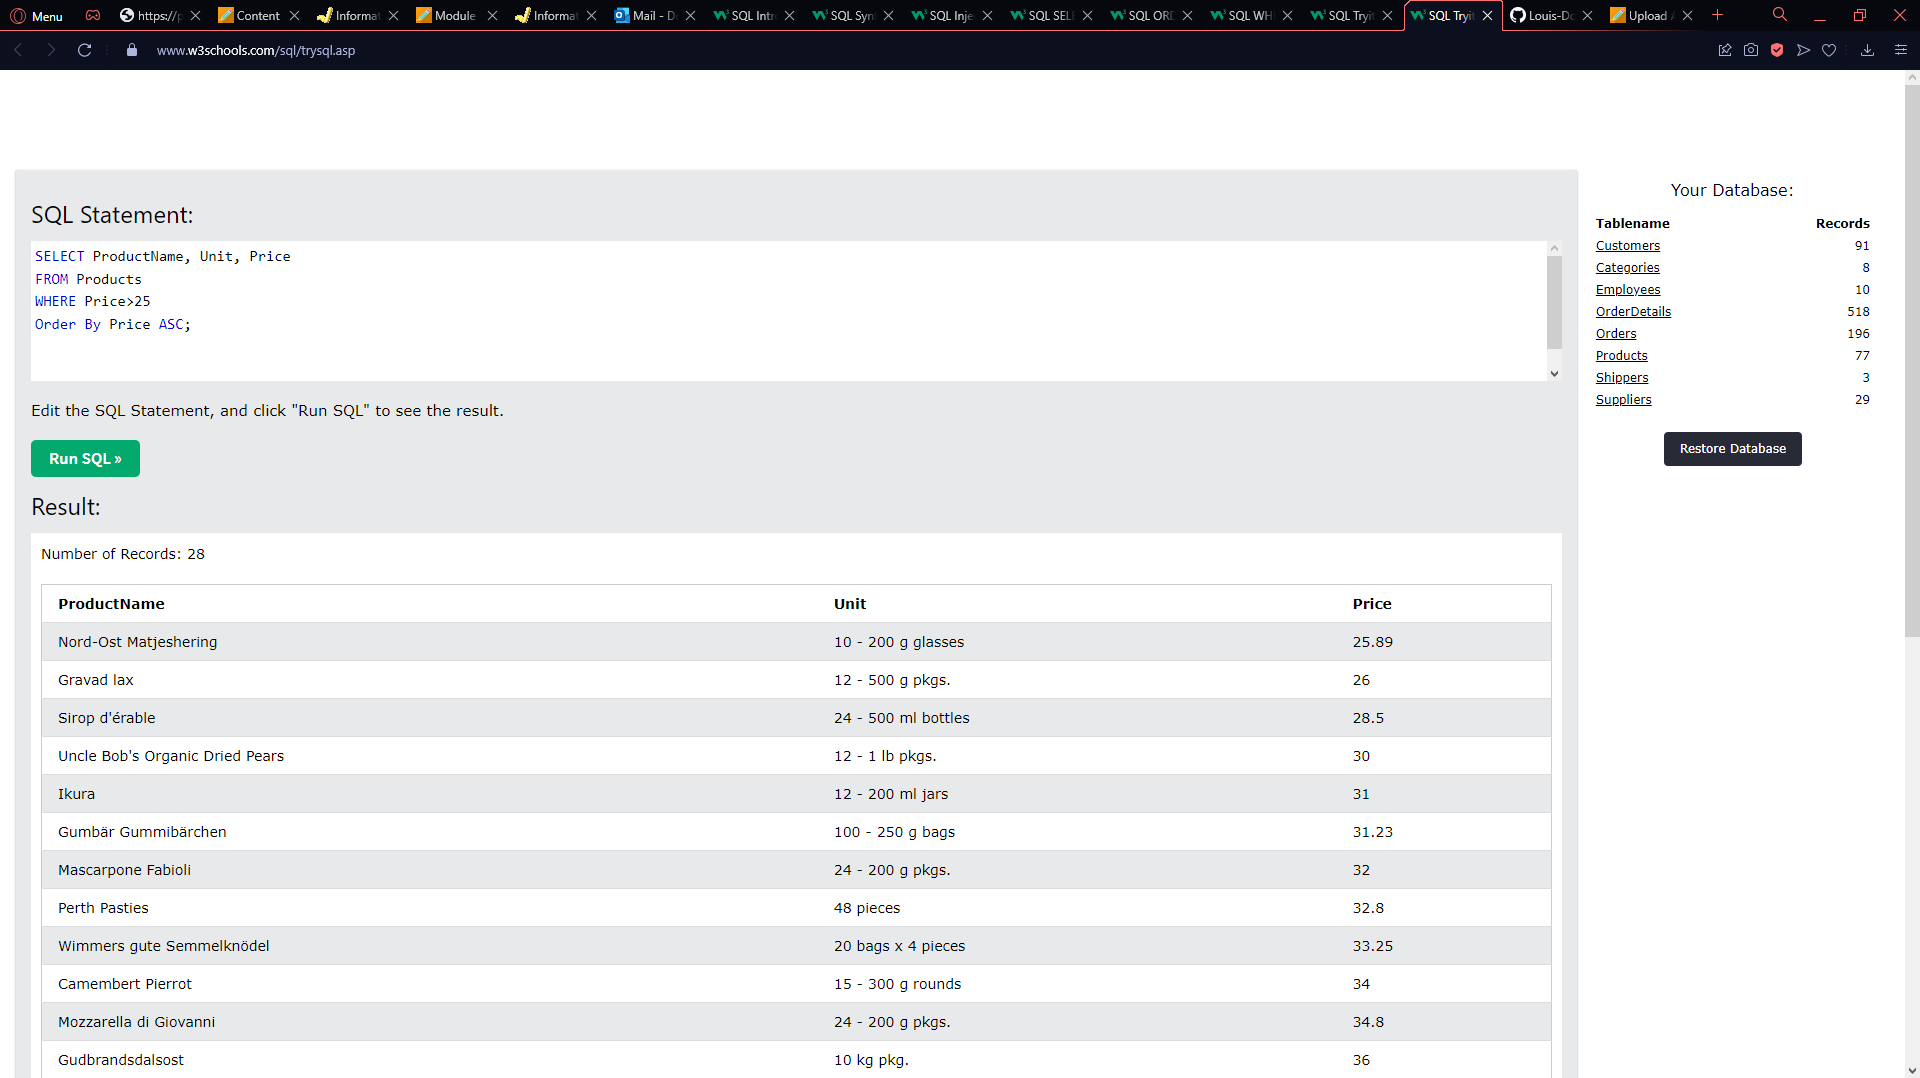 Menu
https://p
Content
Informat
Module
Informat
Mail - D
SQL Intr
SQL Syn
SQL Inje
SQL SELE
SQL ORD
SQL WHE
SQL Tryit
SQL Tryit
Louis-Do
Upload A
www.w3schools.com/sql/trysql.asp
SQL Statement:
SELECT ProductName, Unit, Price
FROM Products
WHERE Price>25
Order By Price ASC;
Edit the SQL Statement, and click "Run SQL" to see the result.
Run SQL »
Result:
Number of Records: 28
ProductName Unit Price
Nord-Ost Matjeshering 10 - 200 g glasses 25.89
Gravad lax 12 - 500 g pkgs. 26
Sirop d'érable 24 - 500 ml bottles 28.5
Uncle Bob's Organic Dried Pears 12 - 1 lb pkgs. 30
Ikura 12 - 200 ml jars 31
Gumbär Gummibärchen 100 - 250 g bags 31.23
Mascarpone Fabioli 24 - 200 g pkgs. 32
Perth Pasties 48 pieces 32.8
Wimmers gute Semmelknödel 20 bags x 4 pieces 33.25
Camembert Pierrot 15 - 300 g rounds 34
Mozzarella di Giovanni 24 - 200 g pkgs. 34.8
Gudbrandsdalsost 10 kg pkg. 36
Your Database:
Tablename Records
Customers 91
Categories 8
Employees 10
OrderDetails 518
Orders 196
Products 77
Shippers 3
Suppliers 29
Restore Database